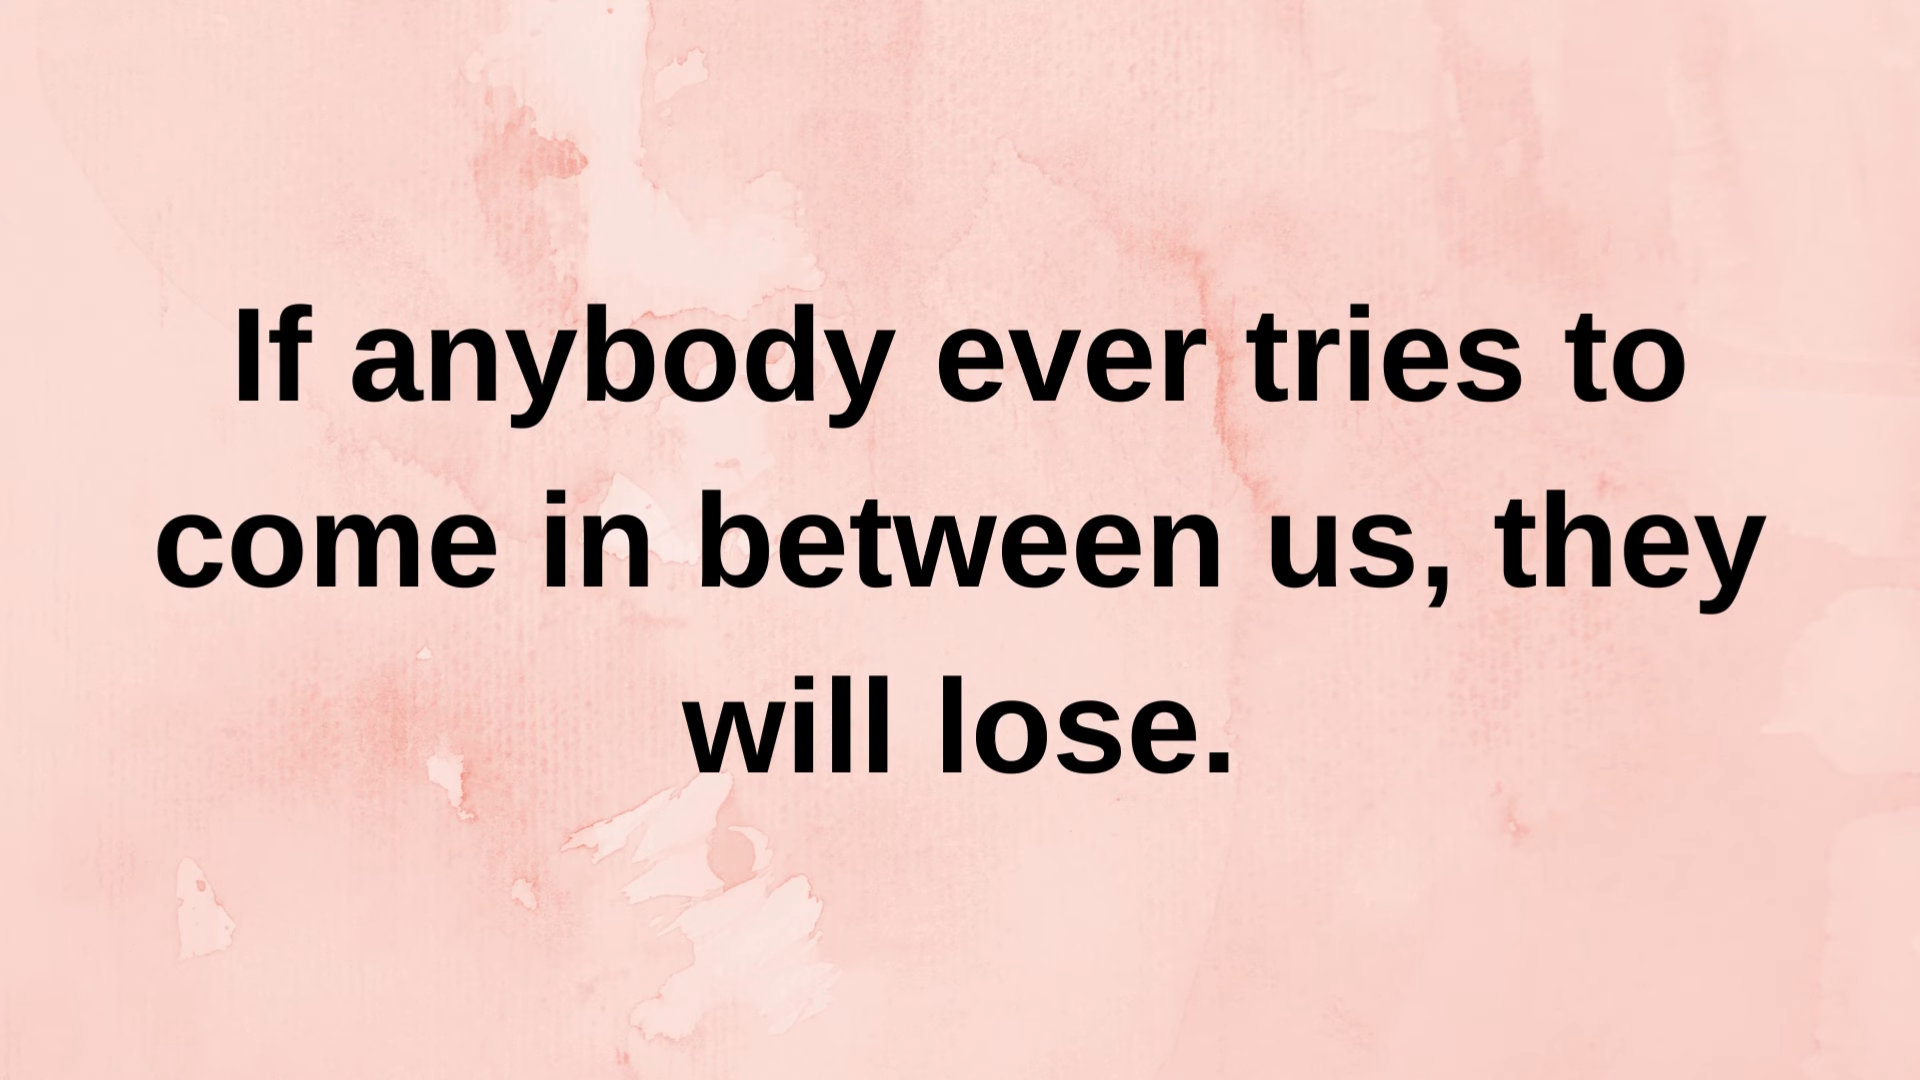 If anybody ever tries to
come in between us, they
will lose.